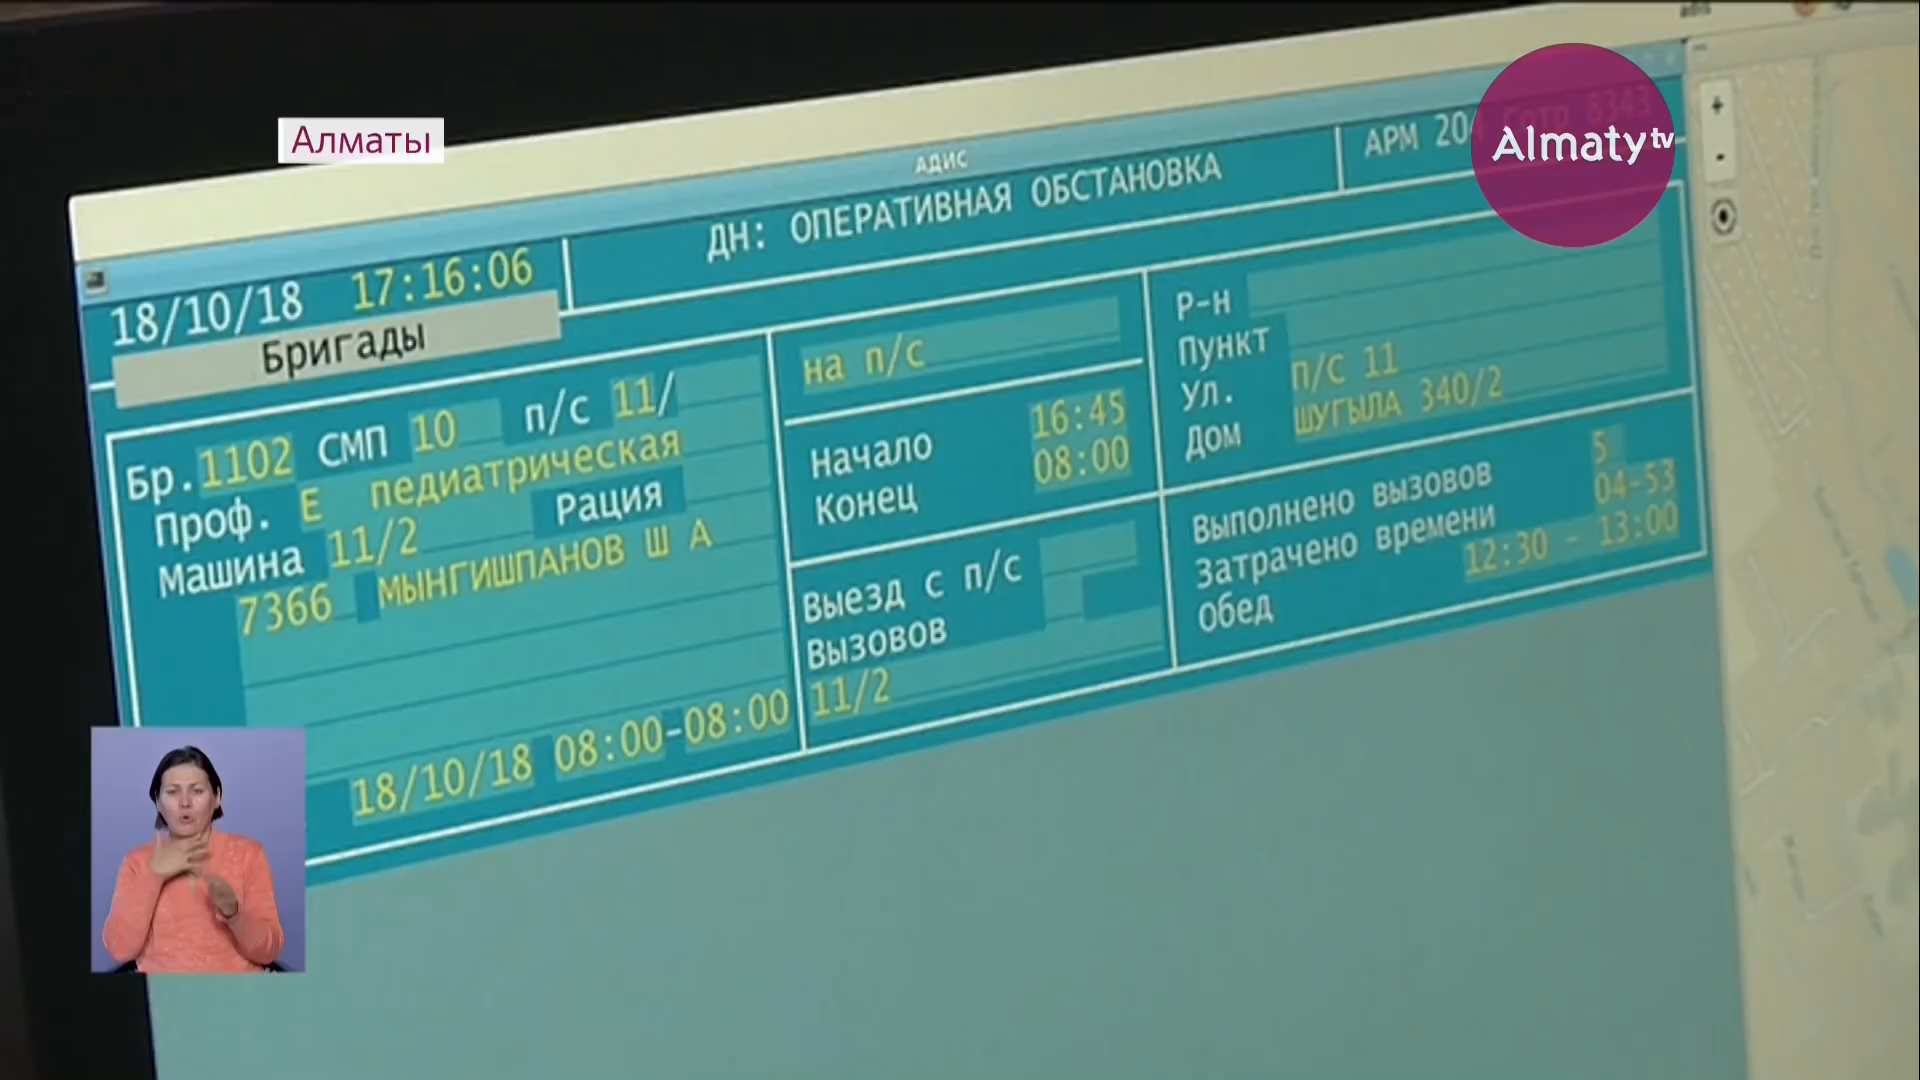 Алматы
Almaty tv
АДИС
ДН: ОПЕРАТИВНАЯ ОБСТАНОВКА
АРМ 204 Сотр 8343
18/10/18 17:16:06
Бригады
Бр. 1102 СМП 10 п/с 11/
Проф. Е педиатрическая
Машина 11/2 Рация
7366 МЫНГИШПАНОВ Ш А
18/10/18 08:00-08:00
на п/с
Начало 16:45
Конец 08:00
Выезд с п/с
Вызовов
11/2
Р-н
Пункт
Ул. П/С 11
Дом ШУГЫЛА 340/2
Выполнено вызовов 5
Затрачено времени 04-53
Обед 12:30 - 13:00